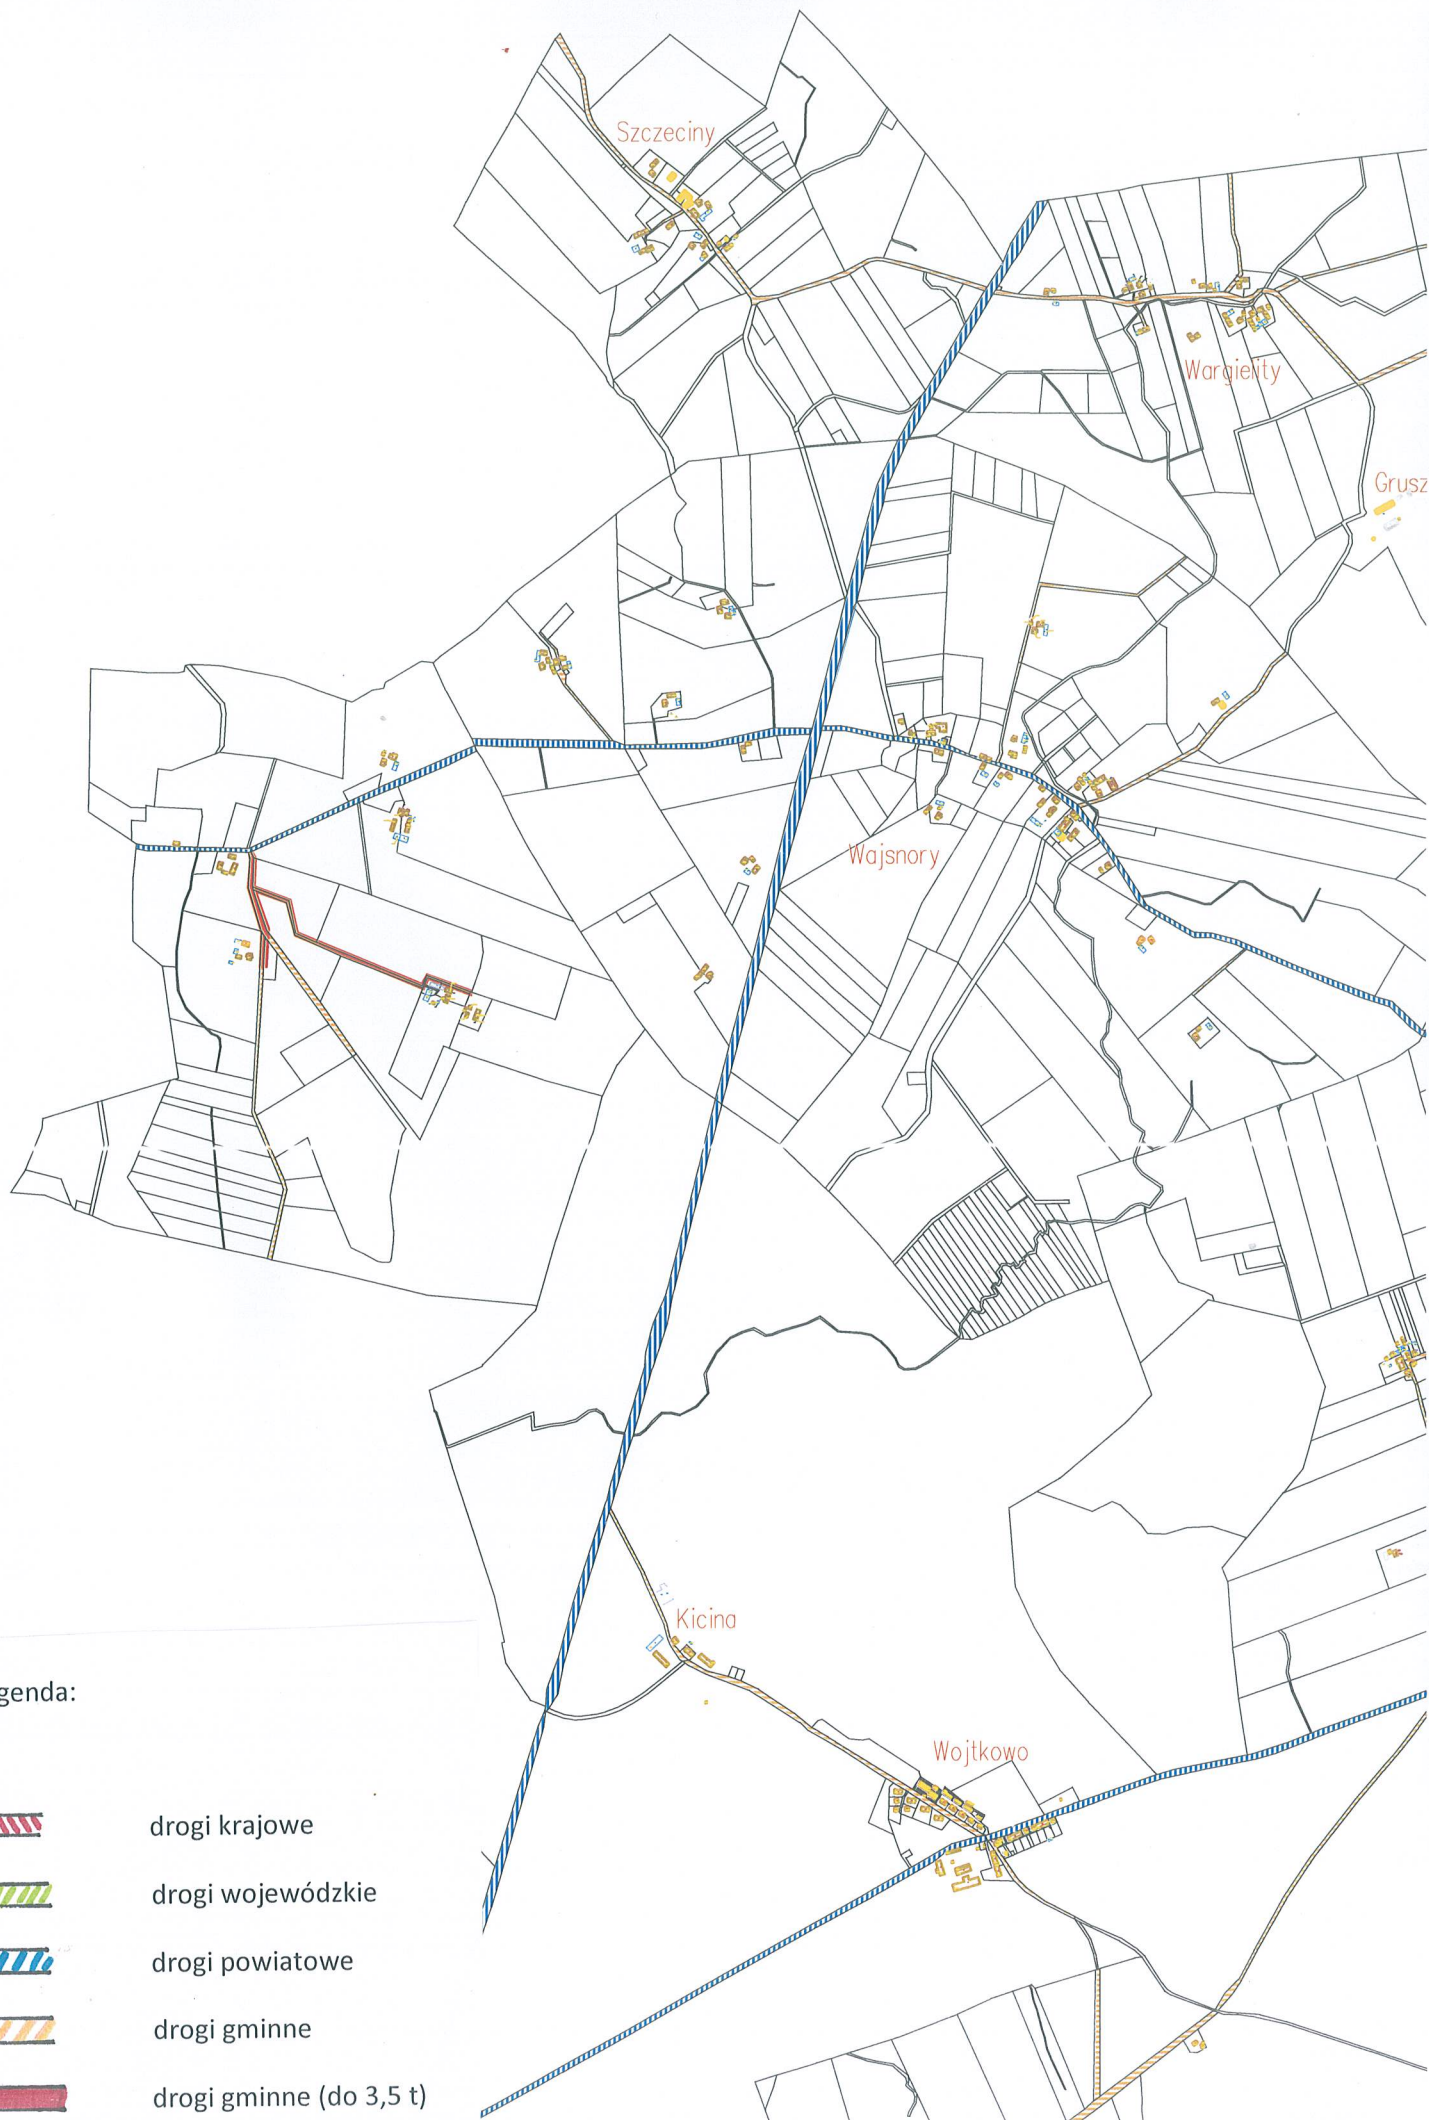 Szczeciny
Wargielity
Grusz
Wajsnory
Kicina
Wojtkowo
genda:
drogi krajowe
drogi wojewódzkie
drogi powiatowe
drogi gminne
drogi gminne (do 3,5 t)